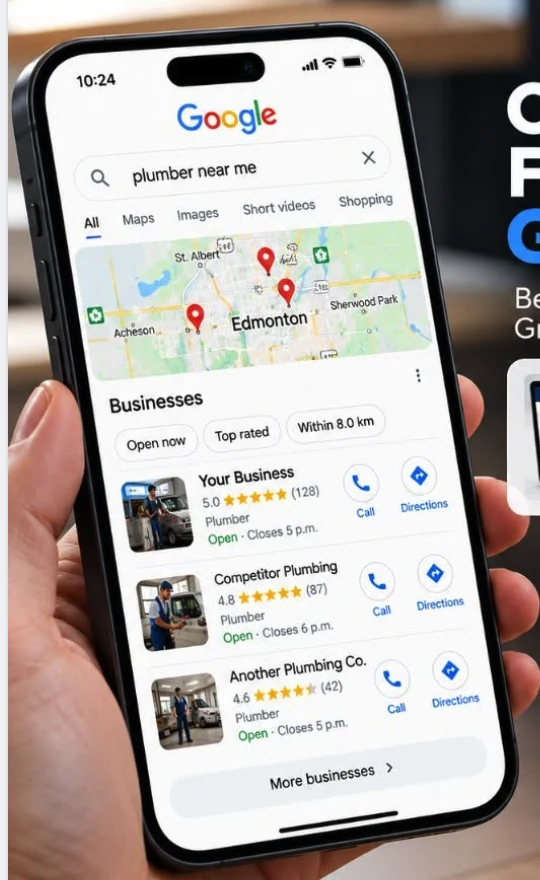 10:24
Google
plumber near me
All Maps Images Short videos Shopping
St. Albert
Acheson
Edmonton
Sherwood Park
Businesses
Open now Top rated Within 8.0 km
Your Business
5.0 (128)
Plumber
Open · Closes 5 p.m.
Call Directions
Competitor Plumbing
4.8 (87)
Plumber
Open · Closes 6 p.m.
Call Directions
Another Plumbing Co.
4.6 (42)
Plumber
Open · Closes 5 p.m.
Call Directions
More businesses
Be
Gr